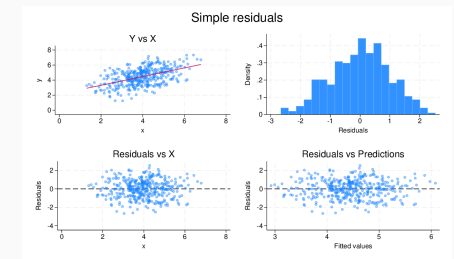 Simple residuals
Y vs X
8
6
4
2
0
y
0 2 4 6 8
x
.4
.3
.2
.1
0
Density
-3 -2 -1 0 1 2
Residuals
Residuals vs X
2
0
-2
-4
Residuals
0 2 4 6 8
x
Residuals vs Predictions
2
0
-2
-4
Residuals
3 4 5 6
Fitted values